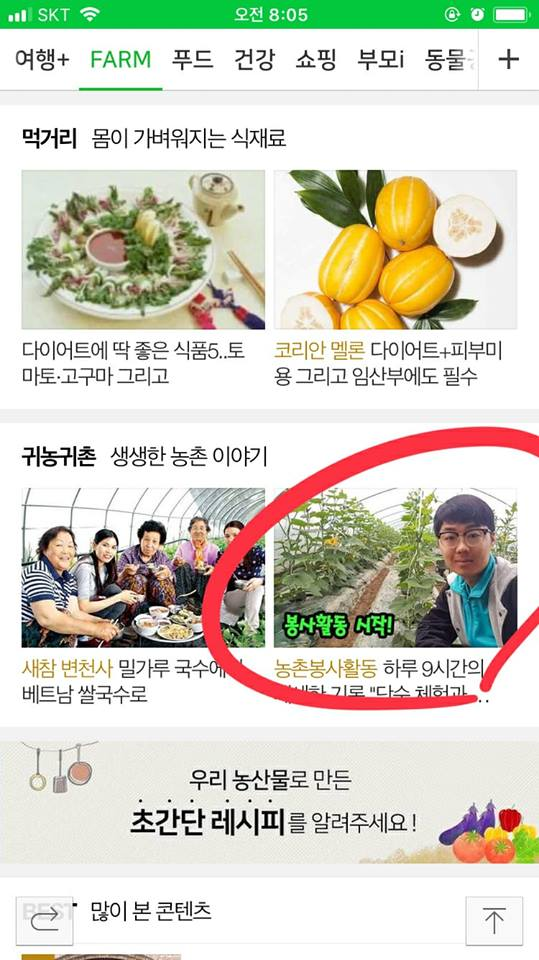 SKT 오전 8:05
여행+ FARM 푸드 건강 쇼핑 부모i 동물
먹거리 몸이 가벼워지는 식재료
다이어트에 딱 좋은 식품5..토
마토·고구마 그리고
코리안 멜론 다이어트+피부미
용 그리고 임산부에도 필수
귀농귀촌 생생한 농촌 이야기
봉사활동 시작!
새참 변천사 밀가루 국수에서
베트남 쌀국수로
농촌봉사활동 하루 9시간의
기록 "단순 체험과
우리 농산물로 만든
초간단 레시피를 알려주세요!
BEST 많이 본 콘텐츠